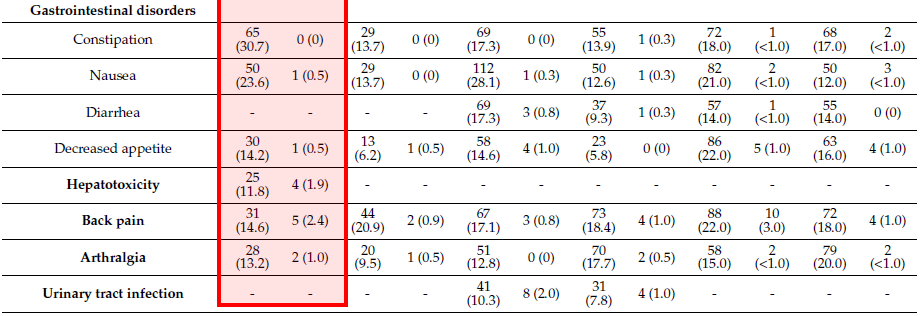 Gastrointestinal disorders
Constipation 65 (30.7) 0 (0) 29 (13.7) 0 (0) 69 (17.3) 0 (0) 55 (13.9) 1 (0.3) 72 (18.0) 1 (<1.0) 68 (17.0) 2 (<1.0)
Nausea 50 (23.6) 1 (0.5) 29 (13.7) 0 (0) 112 (28.1) 1 (0.3) 50 (12.6) 1 (0.3) 82 (21.0) 2 (<1.0) 50 (12.0) 3 (<1.0)
Diarrhea - - - - 69 (17.3) 3 (0.8) 37 (9.3) 1 (0.3) 57 (14.0) 1 (<1.0) 55 (14.0) 0 (0)
Decreased appetite 30 (14.2) 1 (0.5) 13 (6.2) 1 (0.5) 58 (14.6) 4 (1.0) 23 (5.8) 0 (0) 86 (22.0) 5 (1.0) 63 (16.0) 4 (1.0)
Hepatotoxicity 25 (11.8) 4 (1.9) - - - - - - - - - -
Back pain 31 (14.6) 5 (2.4) 44 (20.9) 2 (0.9) 67 (17.1) 3 (0.8) 73 (18.4) 4 (1.0) 88 (22.0) 10 (3.0) 72 (18.0) 4 (1.0)
Arthralgia 28 (13.2) 2 (1.0) 20 (9.5) 1 (0.5) 51 (12.8) 0 (0) 70 (17.7) 2 (0.5) 58 (15.0) 2 (<1.0) 79 (20.0) 2 (<1.0)
Urinary tract infection - - - - 41 (10.3) 8 (2.0) 31 (7.8) 4 (1.0) - - - -